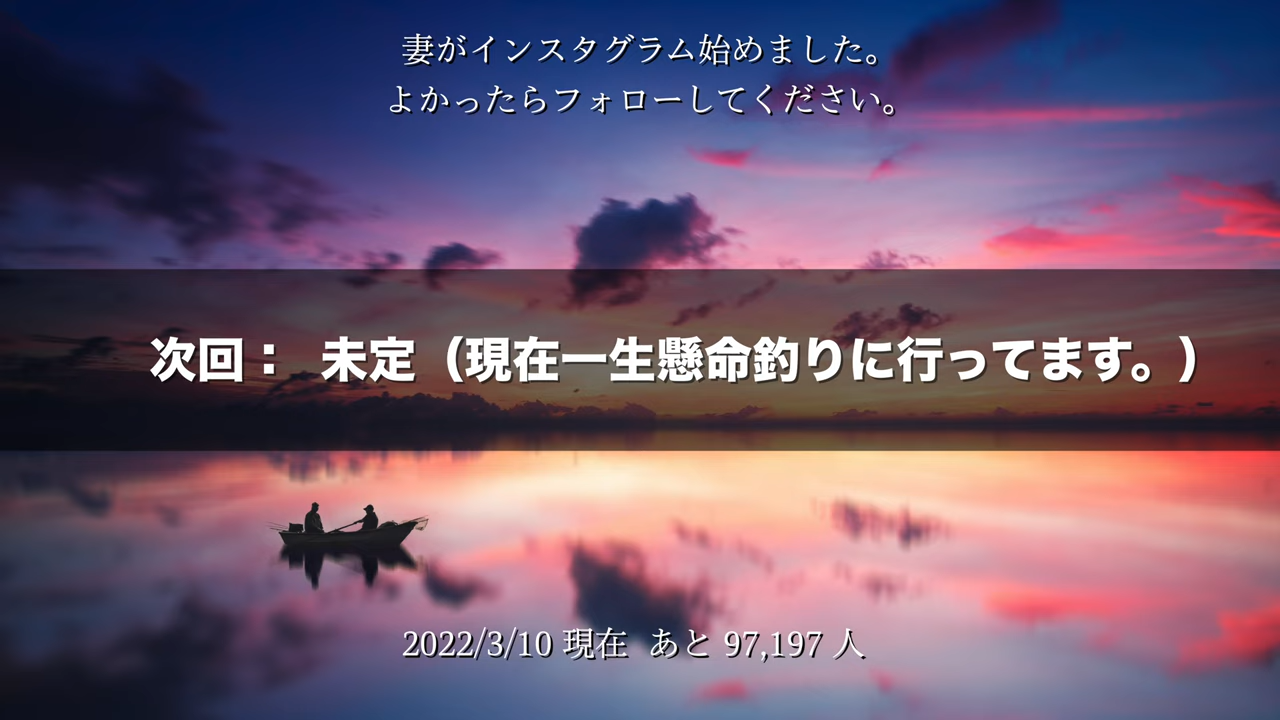 妻がインスタグラム始めました。
よかったらフォローしてください。
次回： 未定（現在一生懸命釣りに行ってます。）
2022/3/10 現在 あと 97,197 人